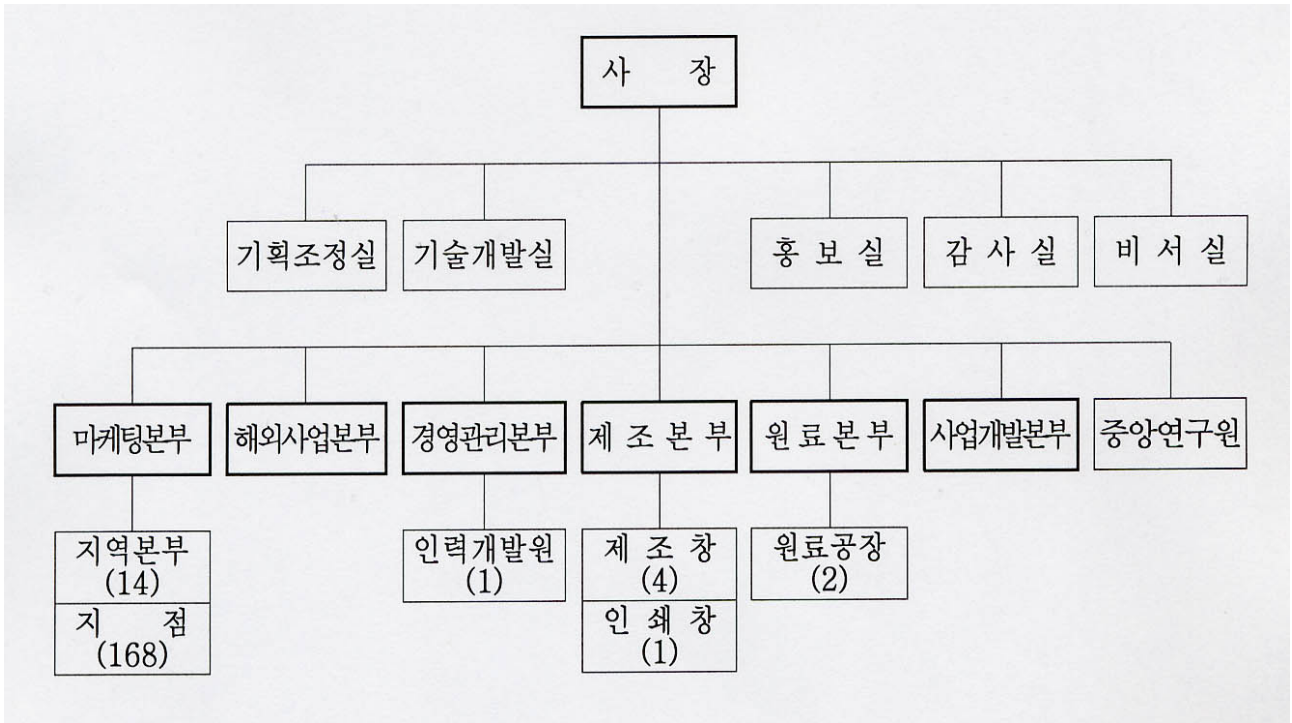 사 장
기획조정실 기술개발실 홍 보 실 감 사 실 비 서 실
마케팅본부 해외사업본부 경영관리본부 제 조 본 부 원 료 본 부 사업개발본부 중앙연구원
지역본부 인력개발원 제 조 창 원료공장
(14) (1) (4) (2)
지 점 인 쇄 창
(168) (1)